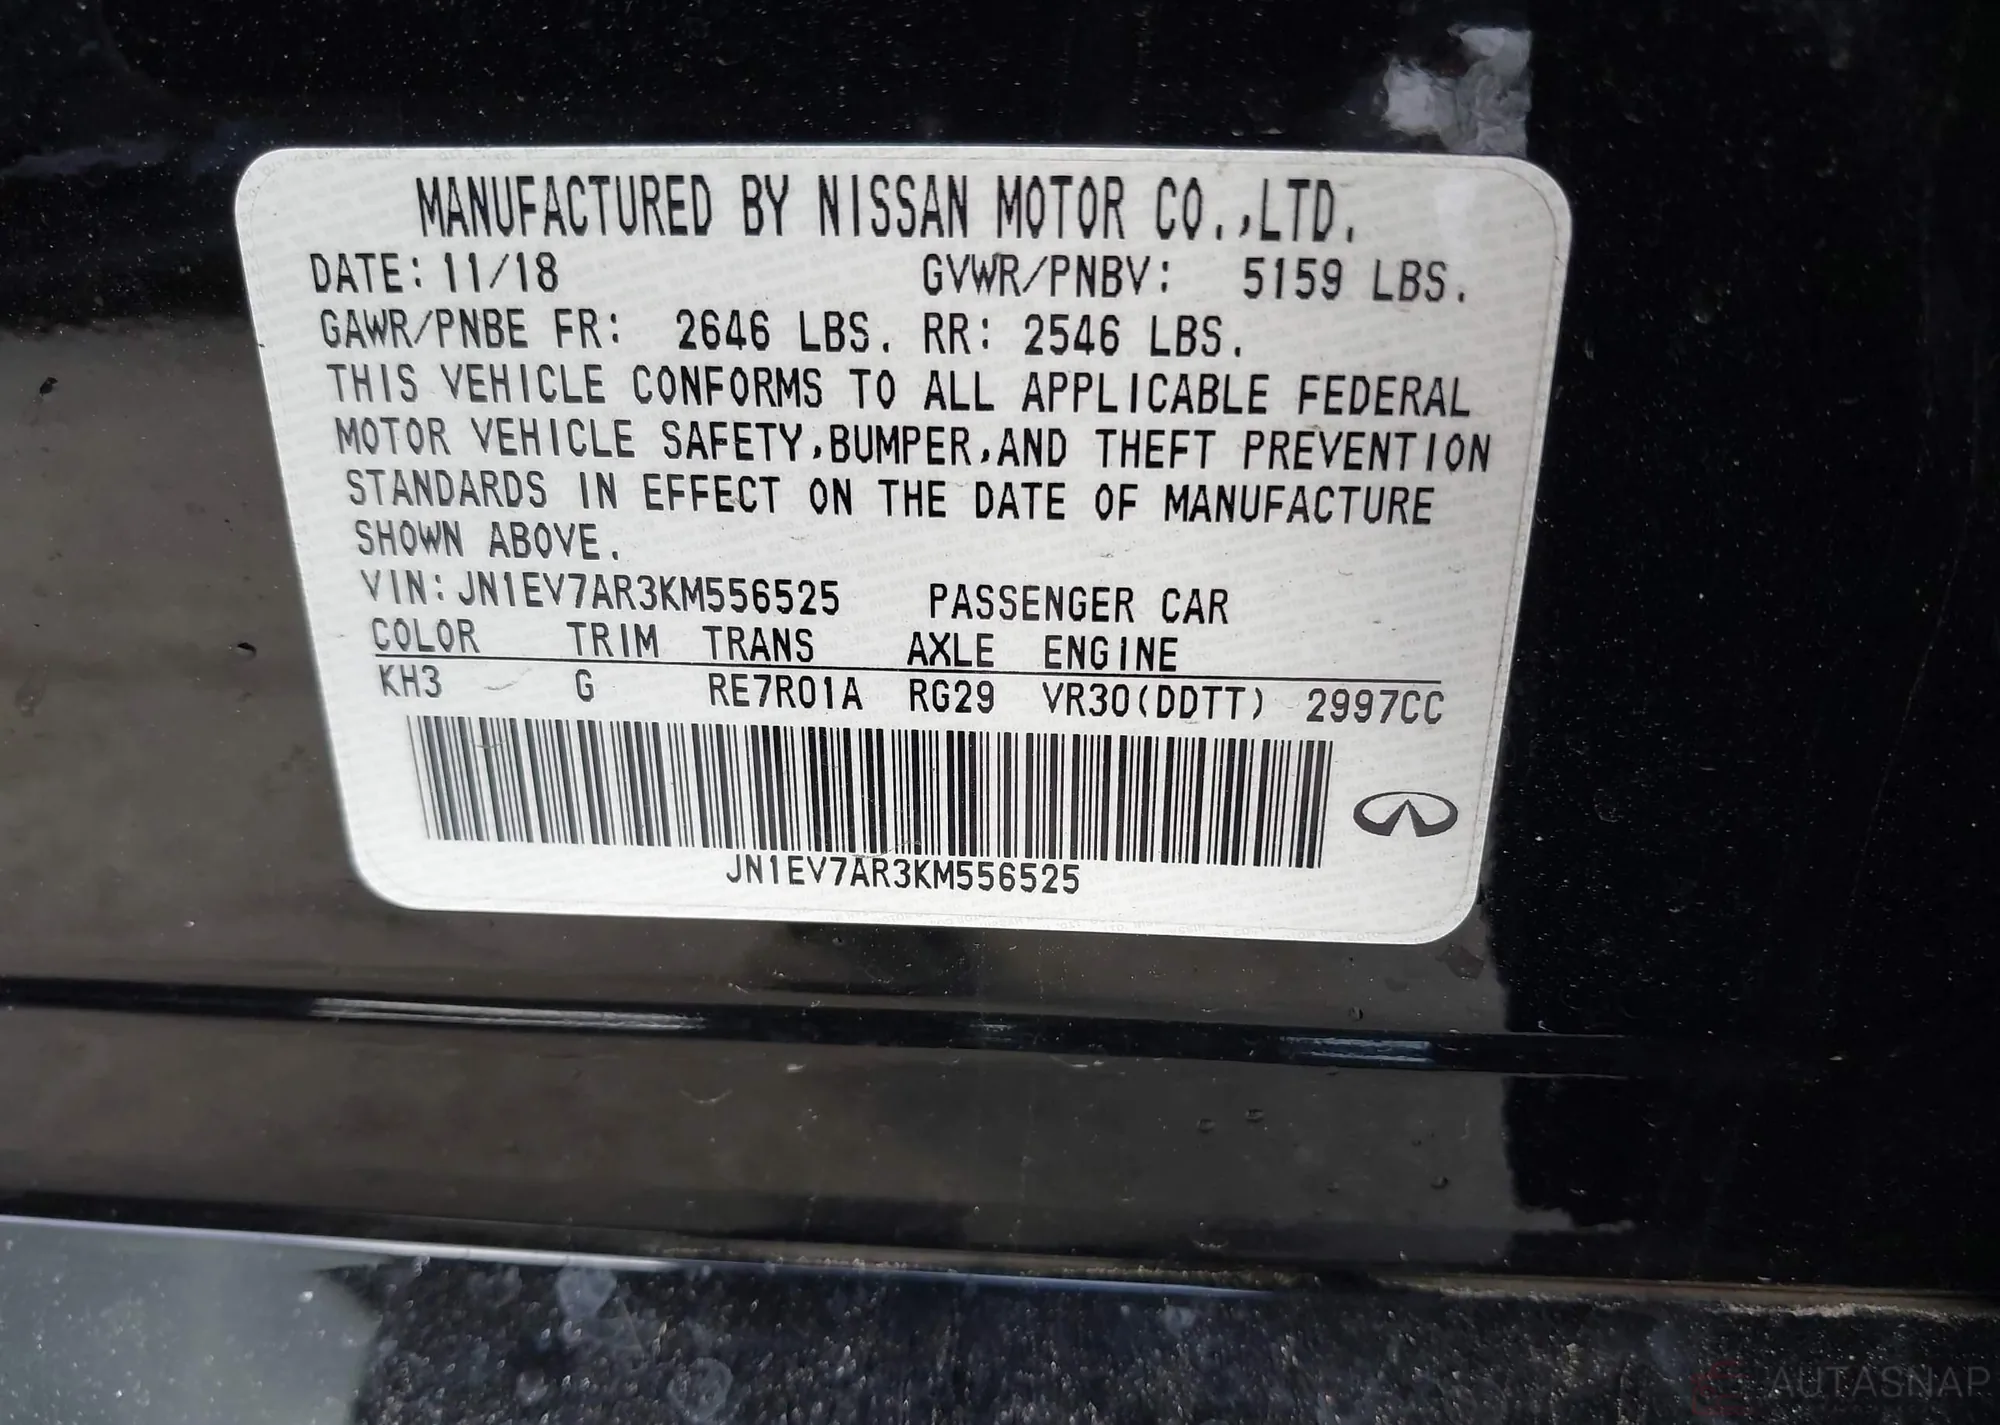 MANUFACTURED BY NISSAN MOTOR CO.,LTD.
DATE: 11/18 GVWR/PNBV: 5159 LBS.
GAWR/PNBE FR: 2646 LBS. RR: 2546 LBS.
THIS VEHICLE CONFORMS TO ALL APPLICABLE FEDERAL
MOTOR VEHICLE SAFETY,BUMPER,AND THEFT PREVENTION
STANDARDS IN EFFECT ON THE DATE OF MANUFACTURE
SHOWN ABOVE.
VIN: JN1EV7AR3KM556525 PASSENGER CAR
COLOR TRIM TRANS AXLE ENGINE
KH3 G RE7R01A RG29 VR30(DDTT) 2997CC
JN1EV7AR3KM556525
AUTASNAP